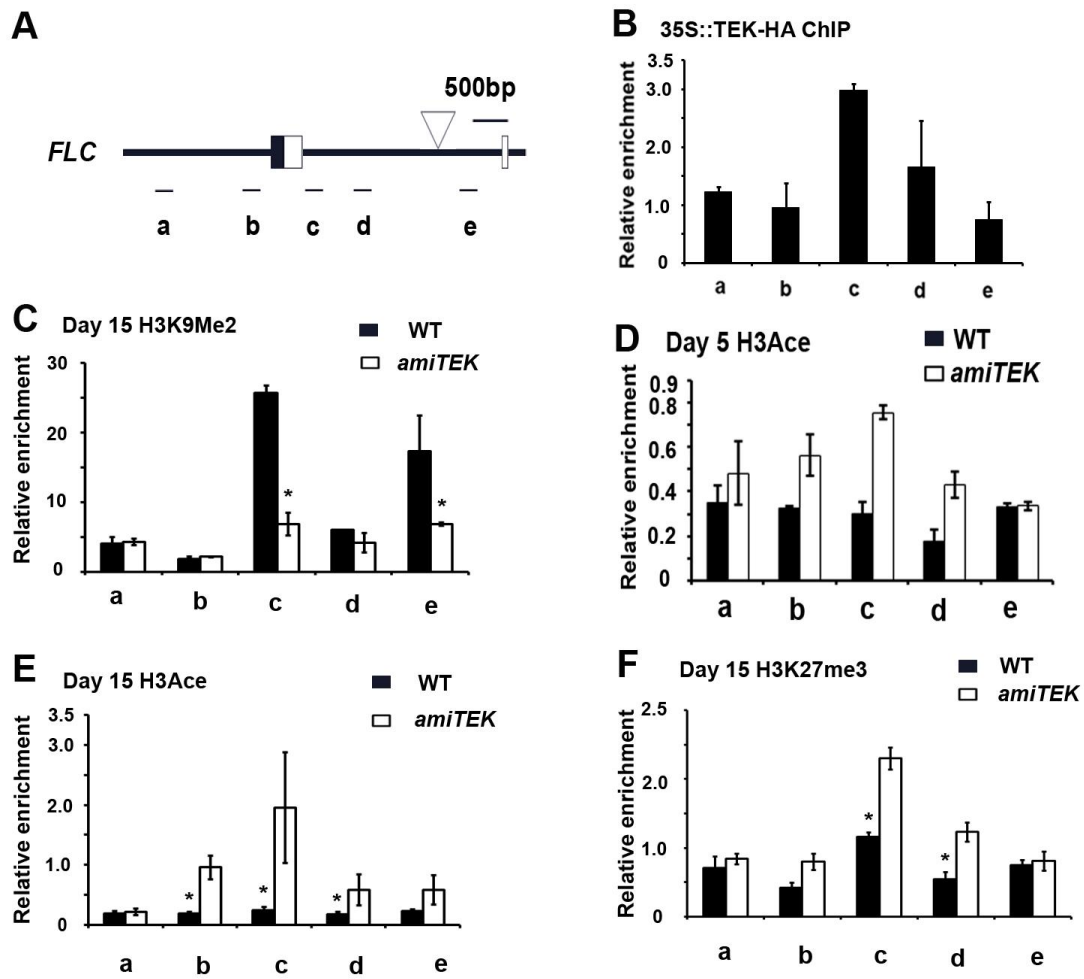 A
500bp
FLC
a b c d e
B 35S::TEK-HA ChIP
Relative enrichment
3.5
3.0
2.0
1.0
0
a b c d e
C Day 15 H3K9Me2
WT
amiTEK
Relative enrichment
30
20
10
0
*
*
a b c d e
D Day 5 H3Ace
WT
amiTEK
Relative enrichment
0.9
0.8
0.6
0.4
0.2
0
a b c d e
E Day 15 H3Ace
WT
amiTEK
Relative enrichment
3.5
3.0
2.0
1.0
0
* * *
a b c d e
F Day 15 H3K27me3
WT
amiTEK
Relative enrichment
2.5
2.0
1.0
0
*
*
a b c d e